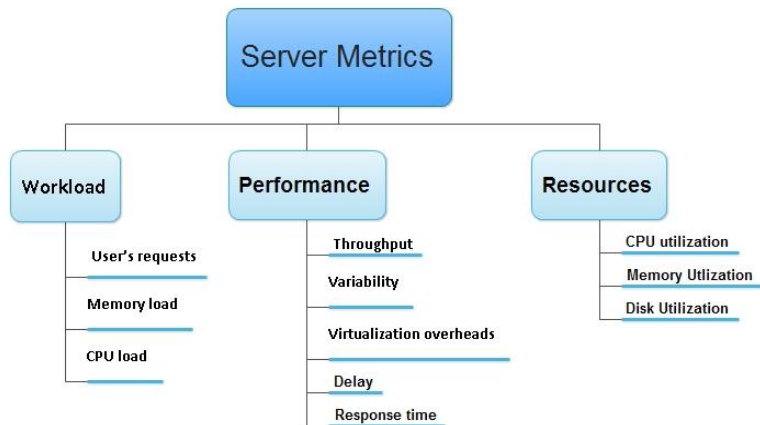 Server Metrics
Workload
User's requests
Memory load
CPU load
Performance
Throughput
Variability
Virtualization overheads
Delay
Response time
Resources
CPU utilization
Memory Utlization
Disk Utilization